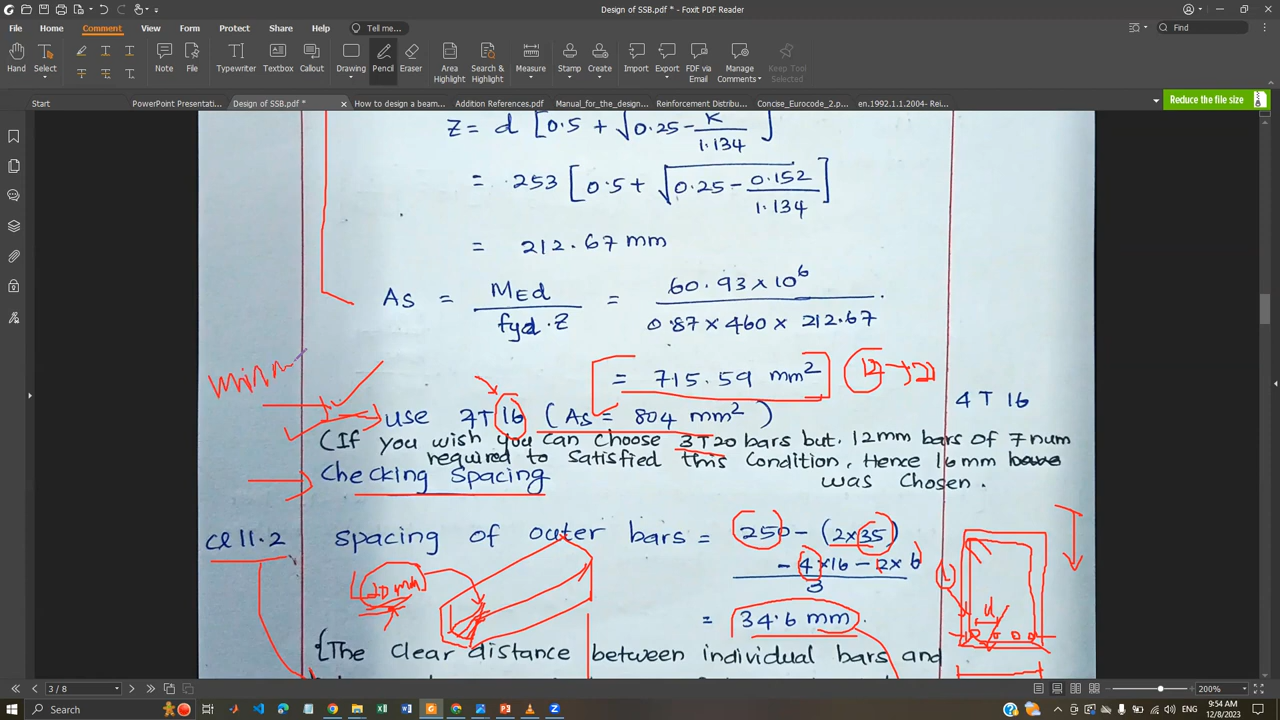 Design of SSB.pdf * - Foxit PDF Reader
File Home Comment View Form Protect Share Help Tell me... Find
Hand Select Note File Typewriter Textbox Callout Drawing Pencil Eraser Area Highlight Search & Highlight Measure Stamp Create Import Export FDF via Email Manage Comments Keep Tool Selected
Start PowerPoint Presentati... Design of SSB.pdf * How to design a beam... Addition References.pdf Manual_for_the_design... Reinforcement Distribu... Concise_Eurocode_2.p... en.1992.1.1.2004- Rei... Reduce the file size
Z = d [0.5 + √0.25 - K/1.134]
= 253 [0.5 + √0.25 - 0.152/1.134]
= 212.67 mm
As = MEd / fyd.Z = 60.93 × 10⁶ / 0.87 × 460 × 212.67
= 715.59 mm²
12 →
use 4T16 (As = 804 mm²)
4T16
(If you wish you can choose 3T20 bars but, 12mm bars of 7 num
required to satisfied this Condition, Hence 16 mm
was chosen.
Checking spacing
cl 11.2 spacing of outer bars = 250 - (2×35)
- 4×16 - 2×6
3
20 mm
= 34.6 mm.
d
{The clear distance between individual bars and
3 / 8 200%
Search ENG 9:54 AM 12/8/2023